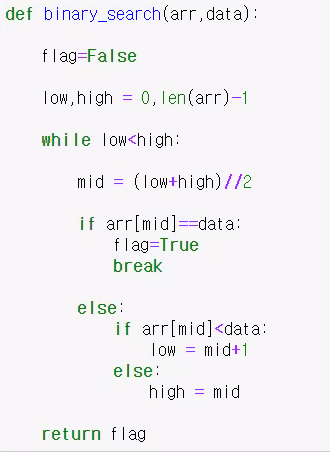 def binary_search(arr,data):
flag=False
low,high = 0,len(arr)-1
while low<high:
mid = (low+high)//2
if arr[mid]==data:
flag=True
break
else:
if arr[mid]<data:
low = mid+1
else:
high = mid
return flag